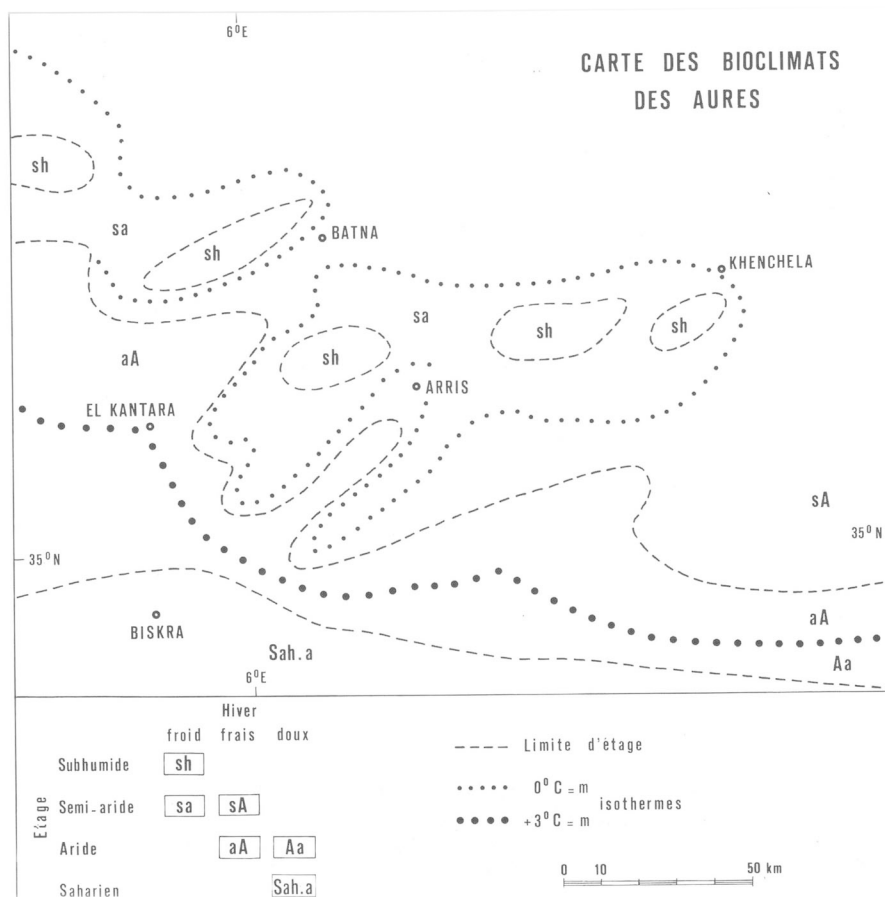 6°E
CARTE DES BIOCLIMATS
DES AURES
sh
sa
sh
BATNA
KHENCHELA
sa
sh
sh
sh
aA
ARRIS
EL KANTARA
sA
35°N
35°N
BISKRA
aA
Sah.a
Aa
6°E
Hiver
froid frais doux
Etage
Subhumide sh
Semi-aride sa sA
Aride aA Aa
Saharien Sah.a
Limite d'étage
0°C = m
isothermes
+3°C = m
0 10 50 km